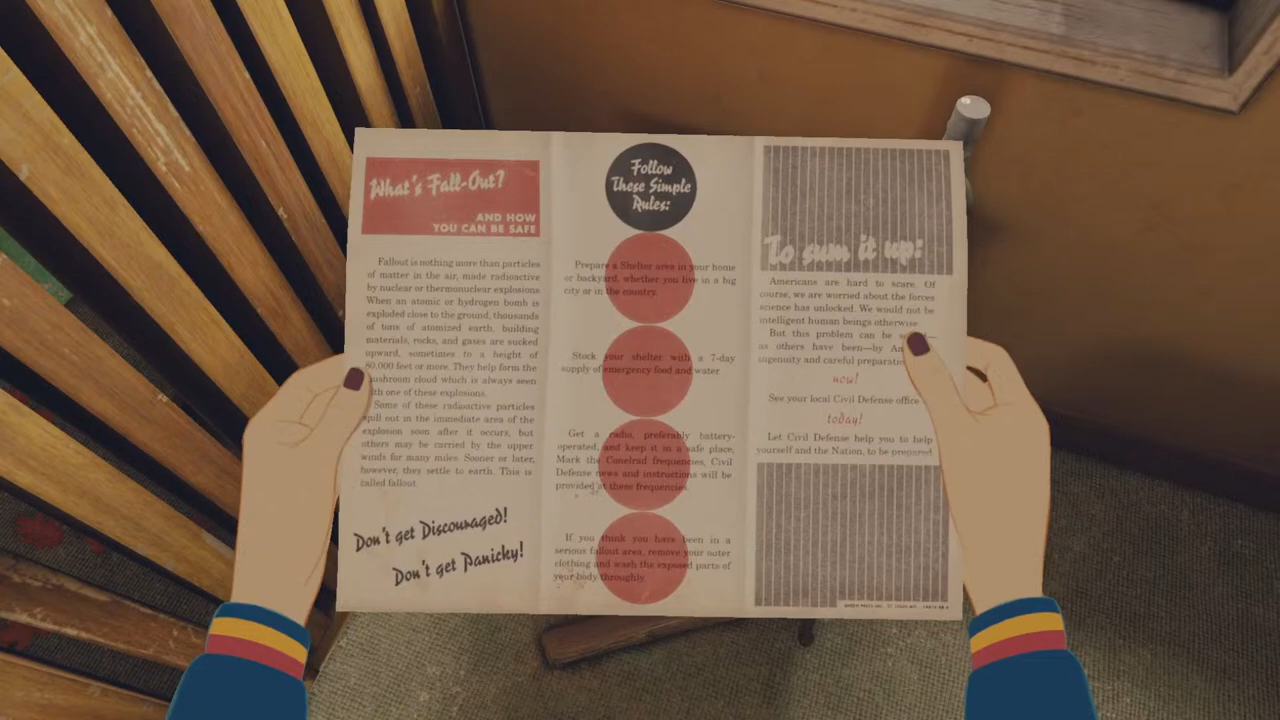 What's Fall-Out?
AND HOW
YOU CAN BE SAFE
Fallout is nothing more than particles
of matter in the air, made radioactive
by nuclear or thermonuclear explosions
When an atomic or hydrogen bomb is
exploded close to the ground, thousands
of tons of atomized earth, building
materials, rocks, and gases are sucked
upward, sometimes to a height of
80,000 feet or more. They help form the
mushroom cloud which is always seen
with one of these explosions.
Some of these radioactive particles
spill out in the immediate area of the
explosion soon after it occurs, but
others may be carried by the upper
winds for many miles. Sooner or later,
however, they settle to earth. This is
called fallout.
Don't get Discouraged!
Don't get Panicky!
Follow
These Simple
Rules:
Prepare a Shelter area in your home
or backyard, whether you live in a big
city or in the country.
Stock your shelter with a 7-day
supply of emergency food and water
Get a radio, preferably battery-
operated, and keep it in a safe place,
Mark the Conelrad frequencies, Civil
Defense news and instructions will be
provided at these frequencies.
If you think you have been in a
serious fallout area, remove your outer
clothing and wash the exposed parts of
your body throughly.
To sum it up:
Americans are hard to scare. Of
course, we are worried about the forces
science has unlocked. We would not be
intelligent human beings otherwise.
But this problem can be
as others have been—by
ingenuity and careful
now!
See your local Civil Defense office
today!
Let Civil Defense help you to help
yourself and the Nation, to be prepared.